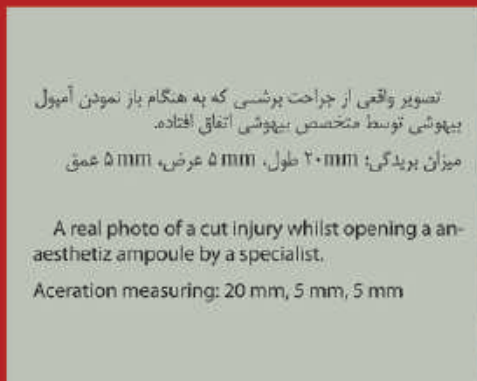 تصویر واقعی از جراحت برشی که به هنگام باز نمودن آمپول
بیهوشی توسط متخصص بیهوشی اتفاق افتاده.
میزان بریدگی: ۲۰ mm طول، ۵ mm عرض، ۵ mm عمق
A real photo of a cut injury whilst opening a an-
aesthetiz ampoule by a specialist.
Aceration measuring: 20 mm, 5 mm, 5 mm